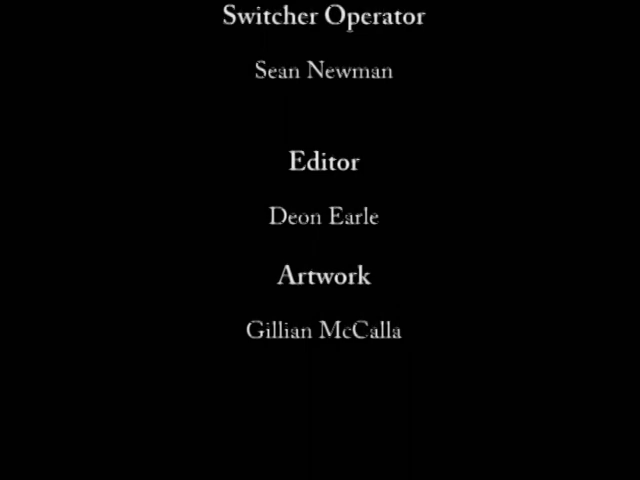 Switcher Operator
Sean Newman
Editor
Deon Earle
Artwork
Gillian McCalla